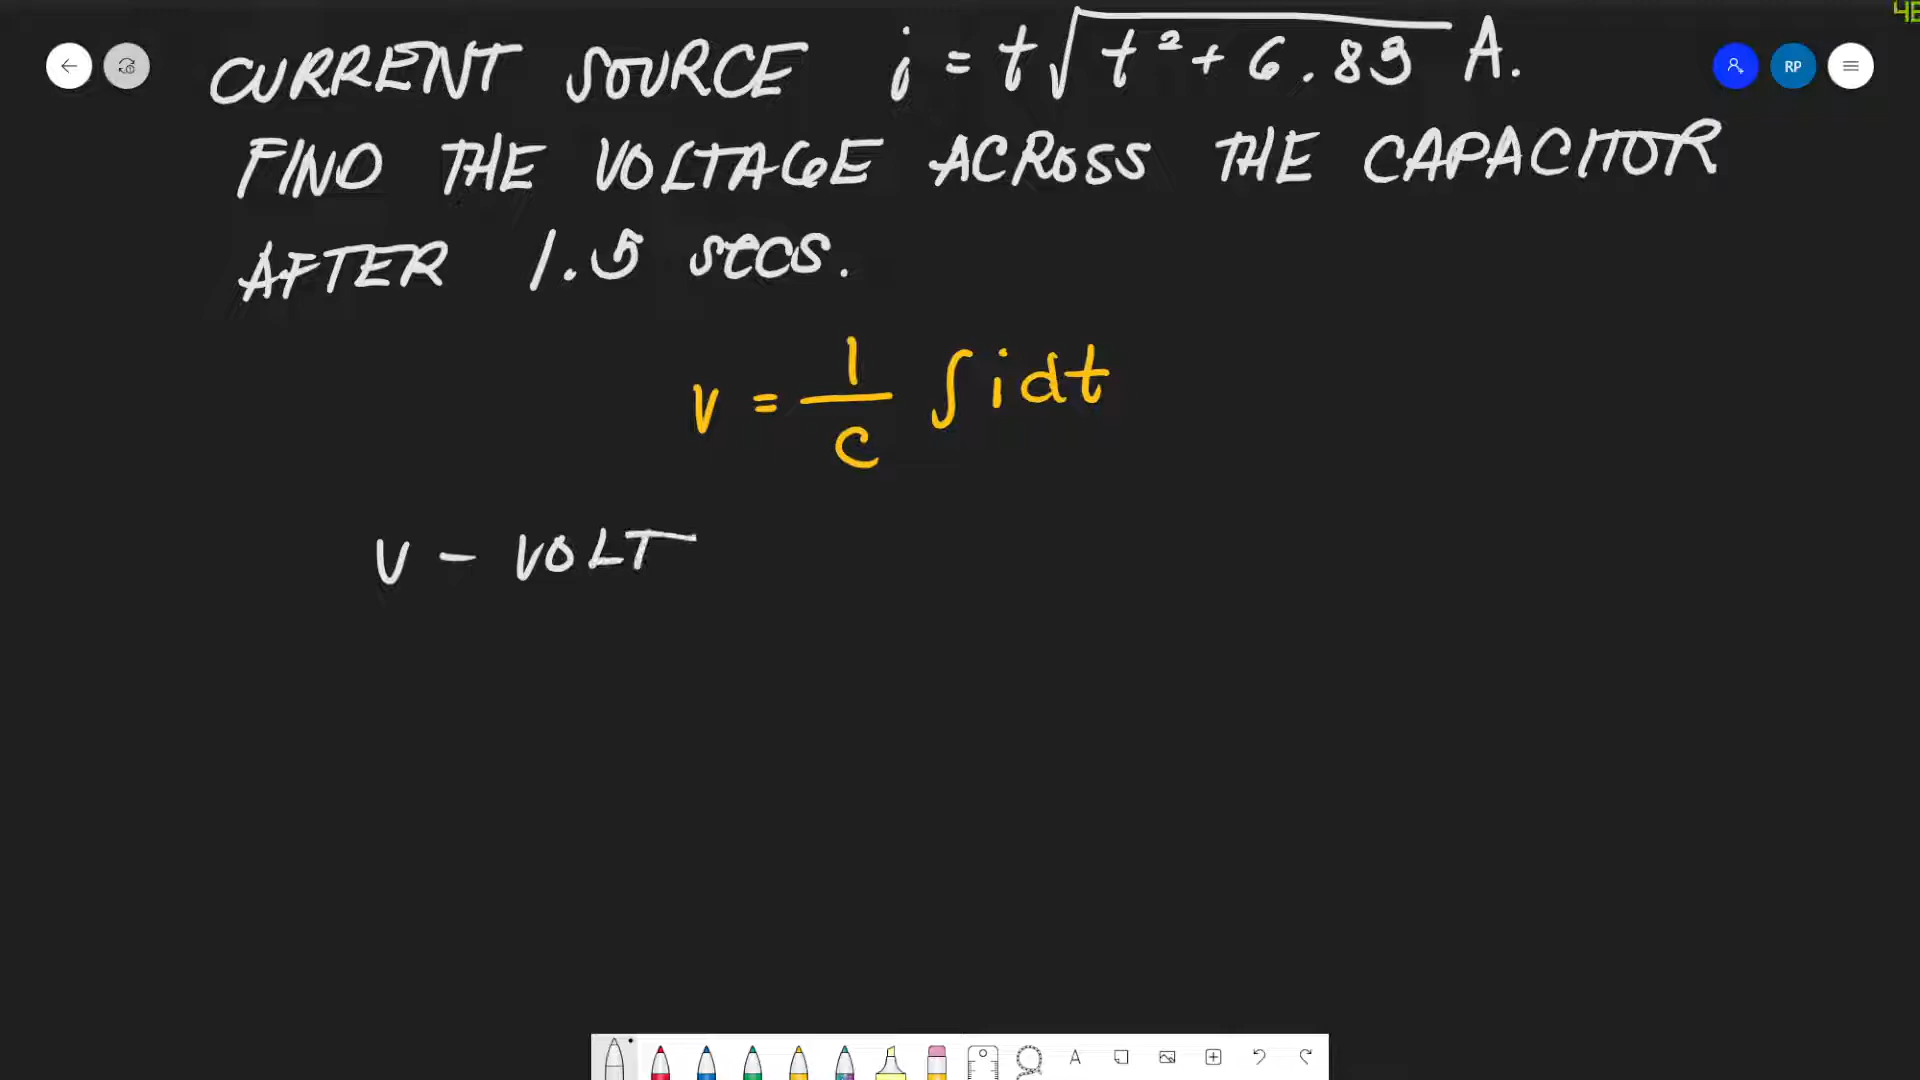 CURRENT SOURCE i = t√(t² + 6.83) A.
FIND THE VOLTAGE ACROSS THE CAPACITOR
AFTER 1.5 SECS.
v = 1/C ∫ i dt
V - VOLT
RP
A